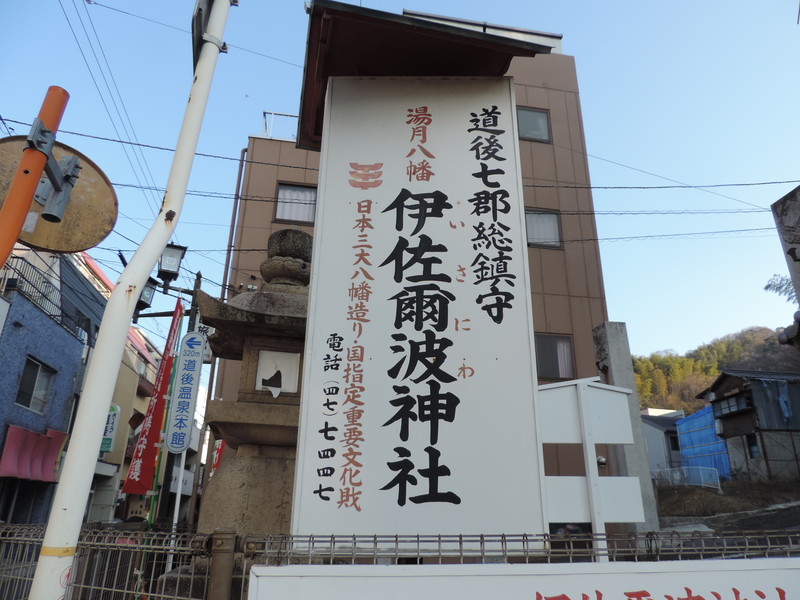 道後七郡総鎮守
湯月八幡
伊佐爾波神社
いさにわ
日本三大八幡造り・国指定重要文化財
電話（四七）七四四七
320m
道後温泉（本館）